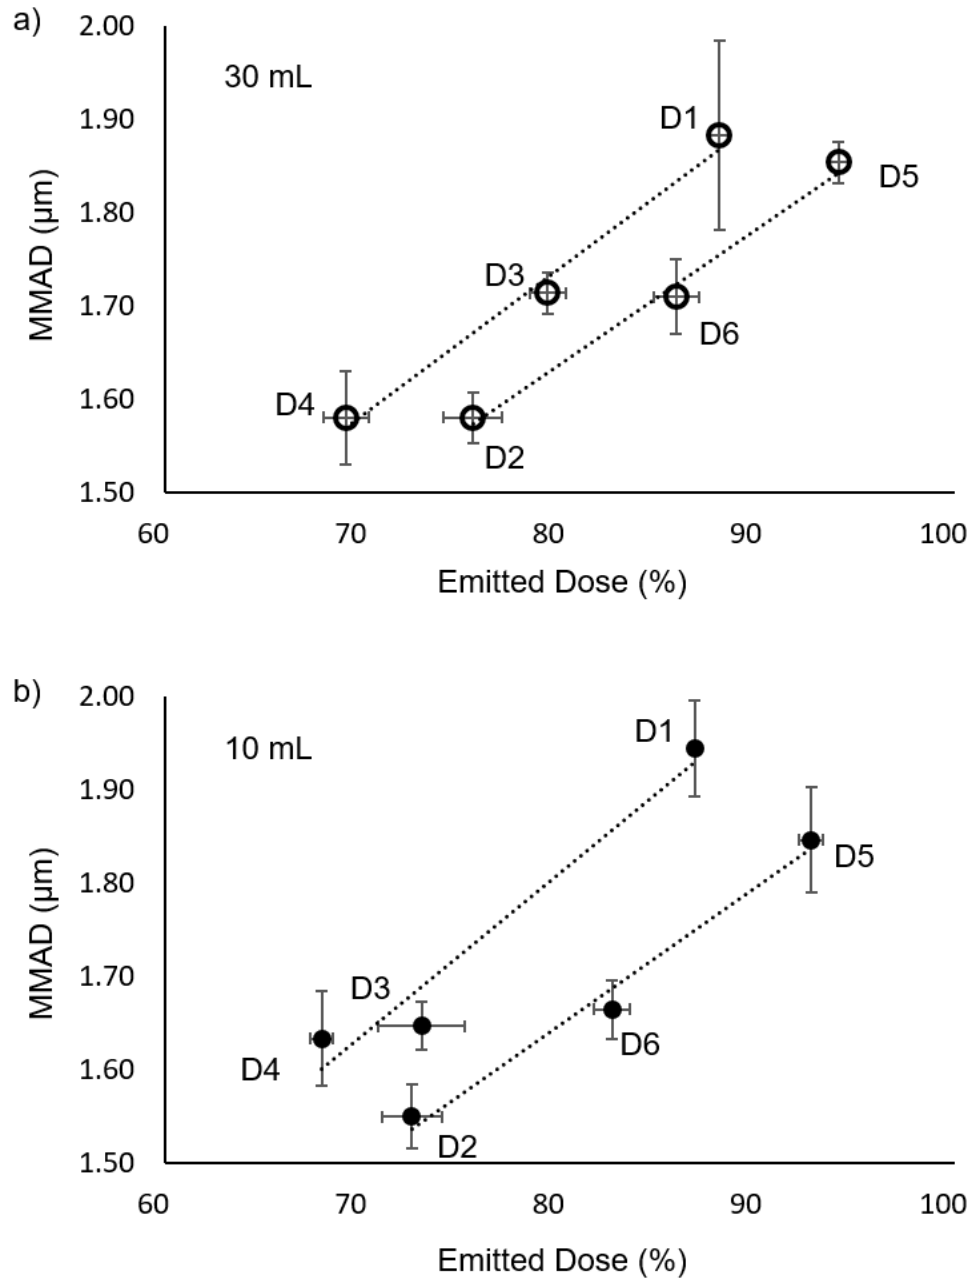 a)
2.00
30 mL
1.90
D1
D5
1.80
MMAD (µm)
D3
1.70
D6
D4
1.60
D2
1.50
60 70 80 90 100
Emitted Dose (%)
b)
2.00
10 mL
D1
1.90
D5
1.80
MMAD (µm)
1.70
D3
D6
1.60
D4
D2
1.50
60 70 80 90 100
Emitted Dose (%)